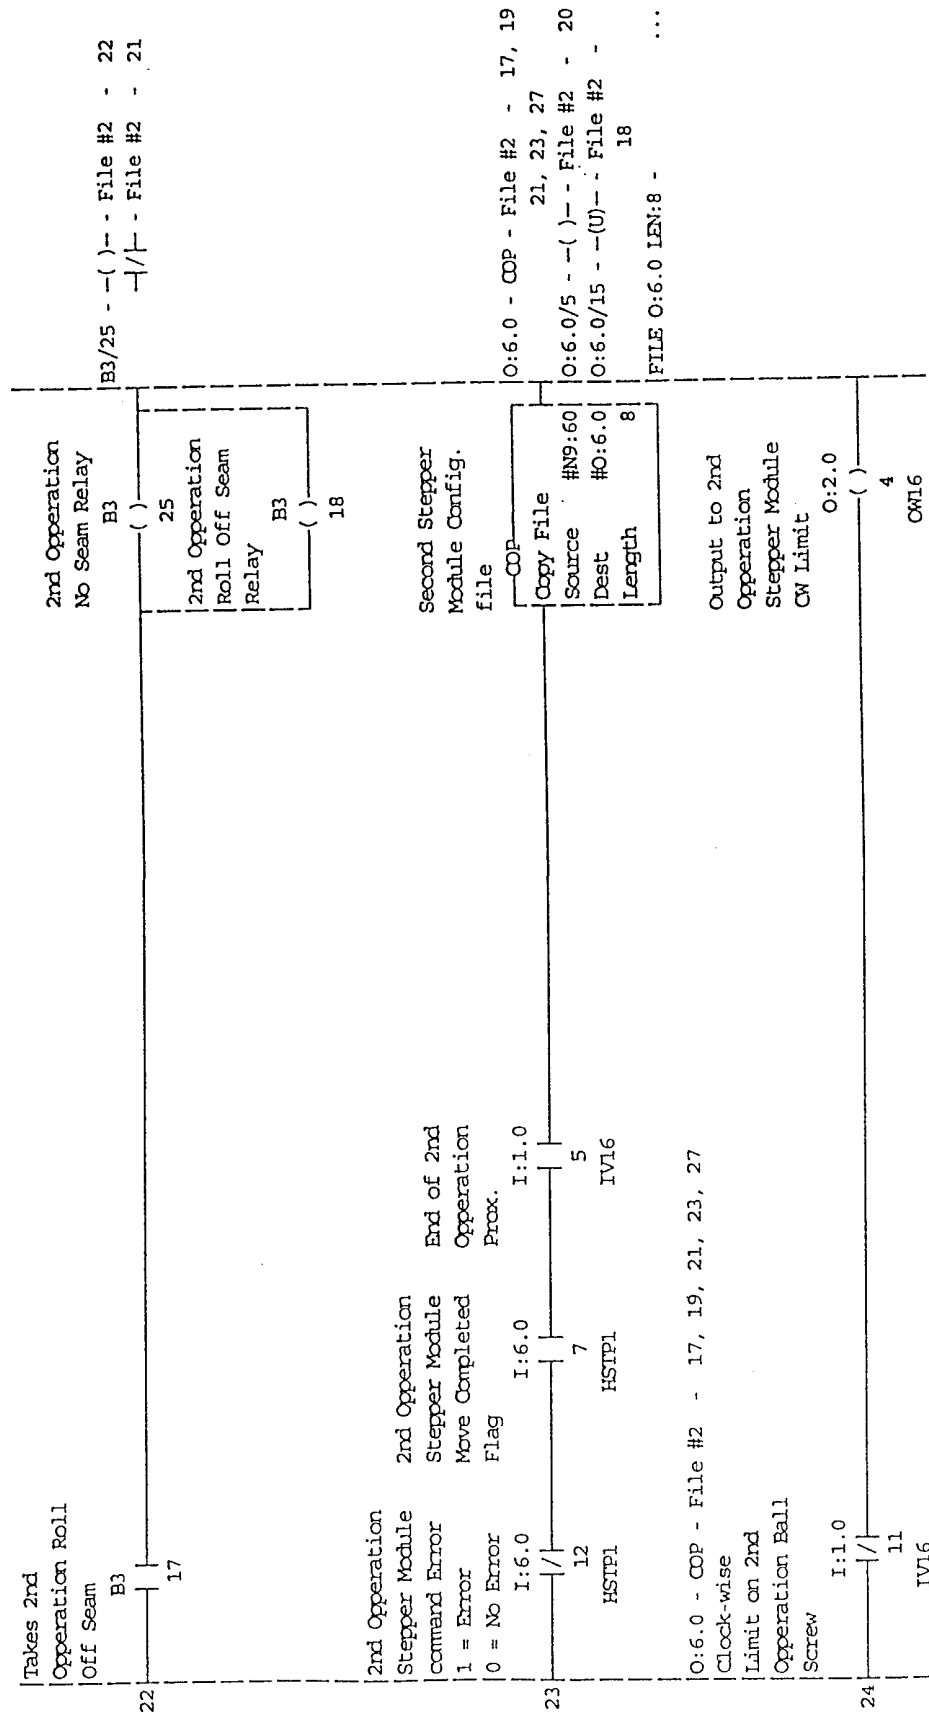 |Takes 2nd
|Opperation Roll
|Off Seam
B3
17
22
2nd Opperation
No Seam Relay
B3
( )
25
|2nd Opperation
|Roll Off Seam
|Relay
B3
( )
18
|B3/25 - —( )— - File #2 - 22
—|/|— - File #2 - 21
|2nd Opperation
|Stepper Module
|command Error
|1 = Error
|0 = No Error
I:6.0
|/|
12
HSTP1
23
2nd Opperation
Stepper Module
Move Completed
Flag
I:6.0
7
HSTP1
End of 2nd
Opperation
Prox.
I:1.0
5
IV16
Second Stepper
Module Config.
file
COP
Copy File
Source #N9:60
Dest #O:6.0
Length 8
O:6.0 - COP - File #2 - 17, 19
21, 23, 27
|O:6.0/5 - —( )— - File #2 - 20
|O:6.0/15 - —(U)— - File #2 -
18
|FILE O:6.0 LEN:8 - ...
|O:6.0 - COP - File #2 - 17, 19, 21, 23, 27
|Clock-wise
|Limit on 2nd
|Opperation Ball
|Screw
I:1.0
|/|
11
IV16
24
Output to 2nd
Opperation
Stepper Module
CW Limit
O:2.0
( )
4
OW16